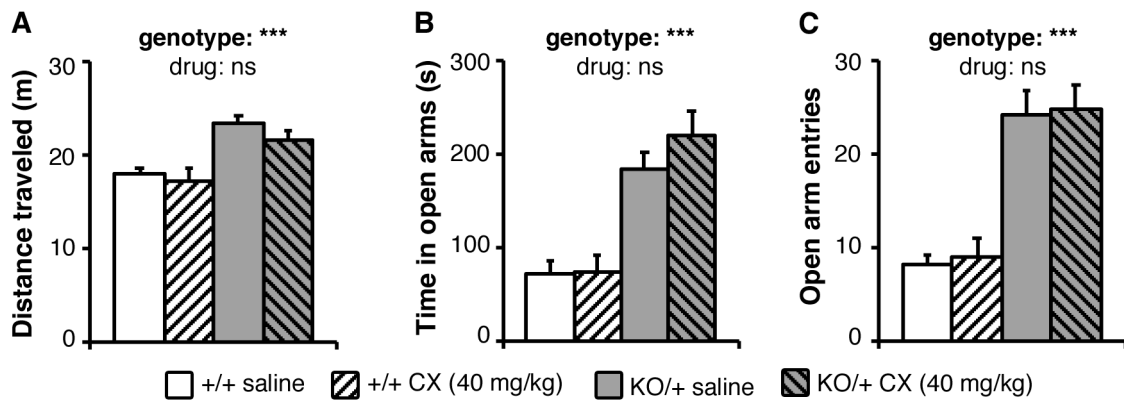 A
genotype: ***
drug: ns
Distance traveled (m)
30
20
10
0
B
genotype: ***
drug: ns
Time in open arms (s)
300
200
100
0
C
genotype: ***
drug: ns
Open arm entries
30
20
10
0
+/+ saline
+/+ CX (40 mg/kg)
KO/+ saline
KO/+ CX (40 mg/kg)